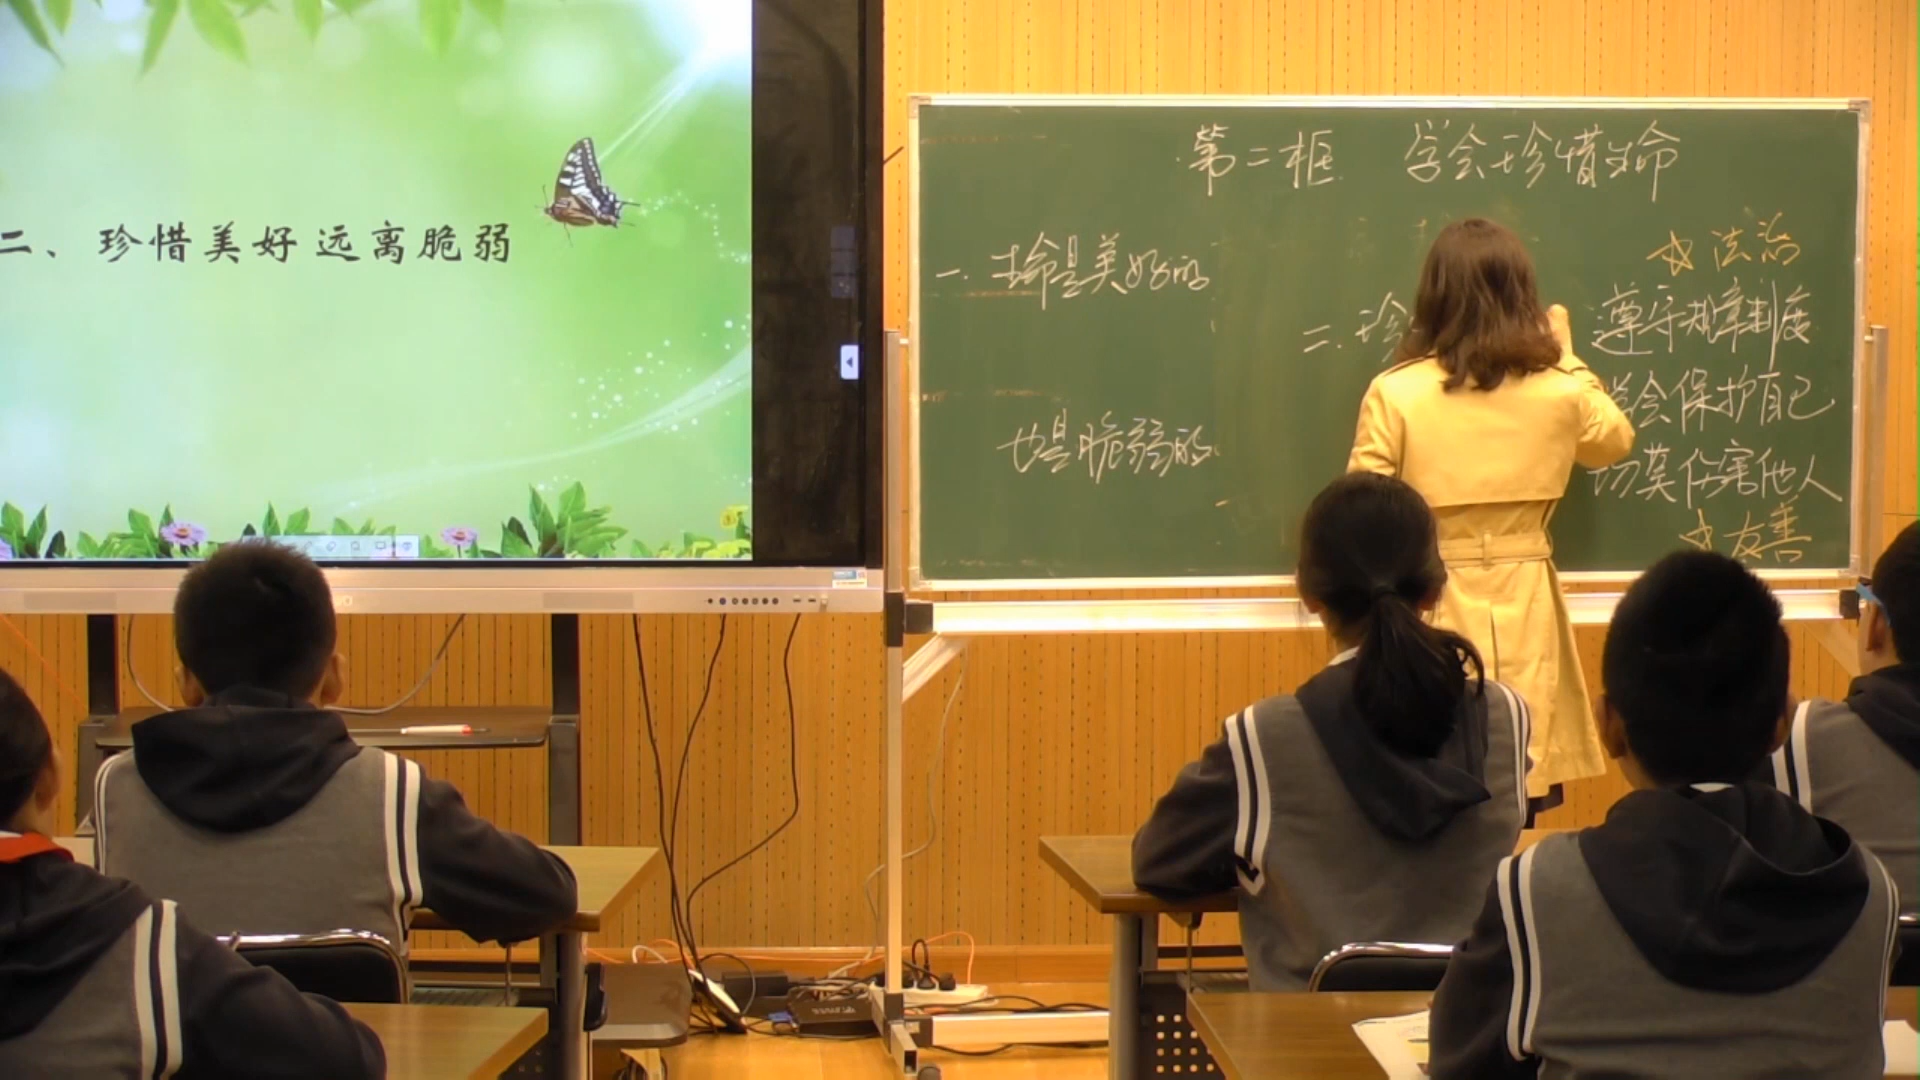 二、珍惜美好 远离脆弱
第二框 学会珍惜生命
一. 生命是美好的
也是脆弱的
二. 珍
法治
遵守规章制度
学会保护自己
切莫伤害他人
友善